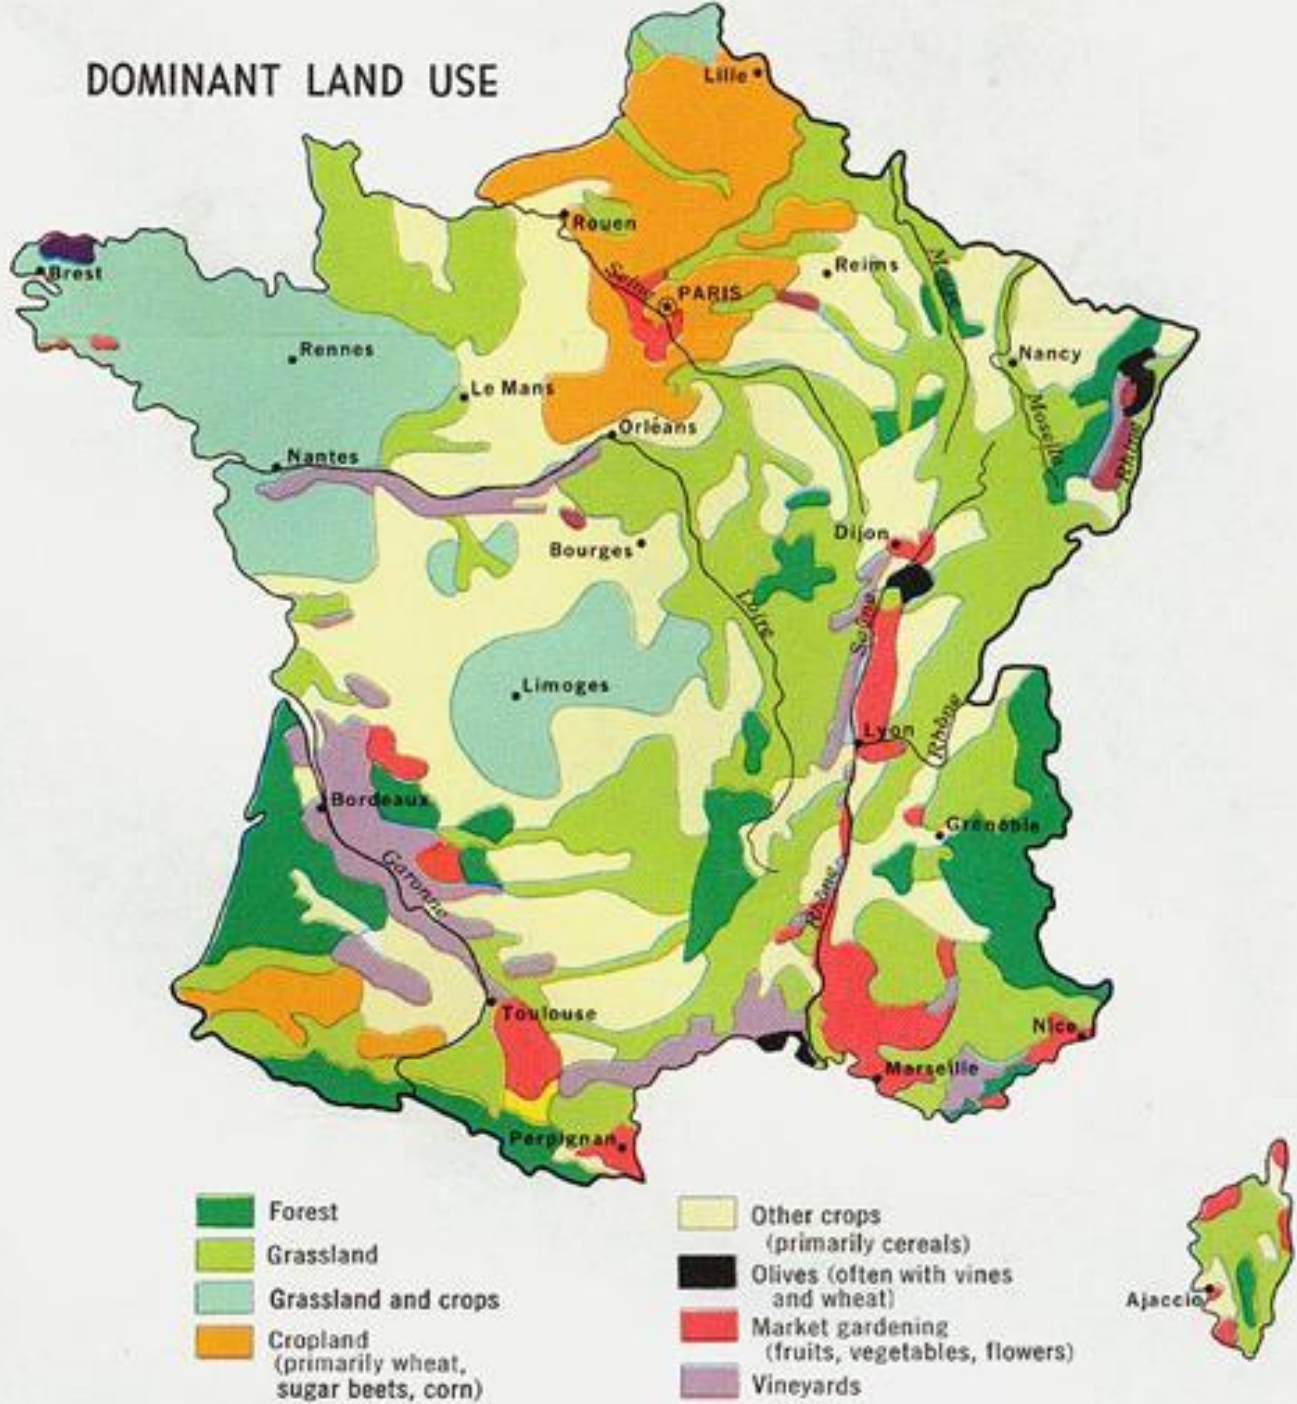 DOMINANT LAND USE
Lille
Rouen
Brest
Seine
PARIS
Reims
Meuse
Rennes
Nancy
Le Mans
Moselle
Orléans
Rhine
Nantes
Dijon
Bourges
Loire
Saône
Limoges
Lyon
Rhône
Bordeaux
Grenoble
Garonne
Rhône
Toulouse
Nice
Marseille
Perpignan
Ajaccio
Forest
Grassland
Grassland and crops
Cropland
(primarily wheat,
sugar beets, corn)
Other crops
(primarily cereals)
Olives (often with vines
and wheat)
Market gardening
(fruits, vegetables, flowers)
Vineyards